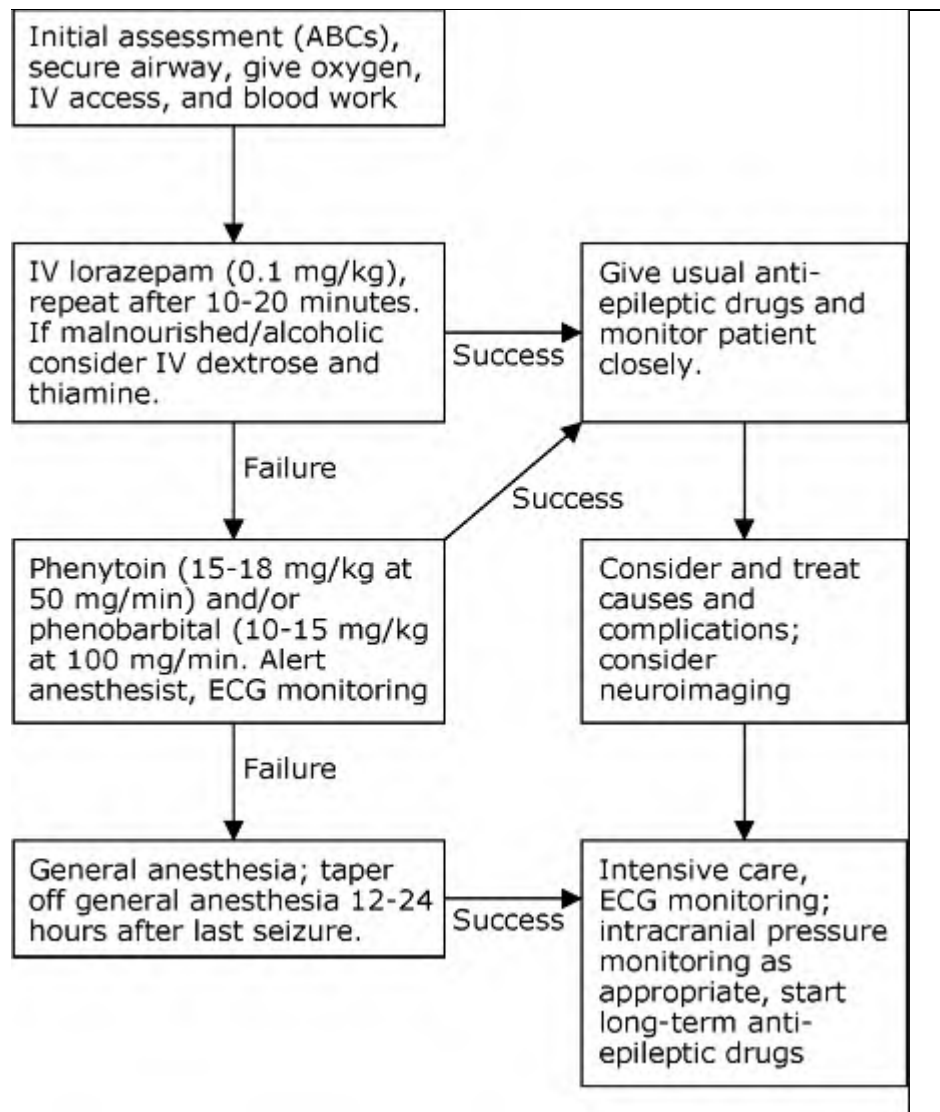 Initial assessment (ABCs),
secure airway, give oxygen,
IV access, and blood work
IV lorazepam (0.1 mg/kg),
repeat after 10-20 minutes.
If malnourished/alcoholic
consider IV dextrose and
thiamine.
Success
Give usual anti-
epileptic drugs and
monitor patient
closely.
Failure
Success
Phenytoin (15-18 mg/kg at
50 mg/min) and/or
phenobarbital (10-15 mg/kg
at 100 mg/min. Alert
anesthesist, ECG monitoring
Consider and treat
causes and
complications;
consider
neuroimaging
Failure
General anesthesia; taper
off general anesthesia 12-24
hours after last seizure.
Success
Intensive care,
ECG monitoring;
intracranial pressure
monitoring as
appropriate, start
long-term anti-
epileptic drugs